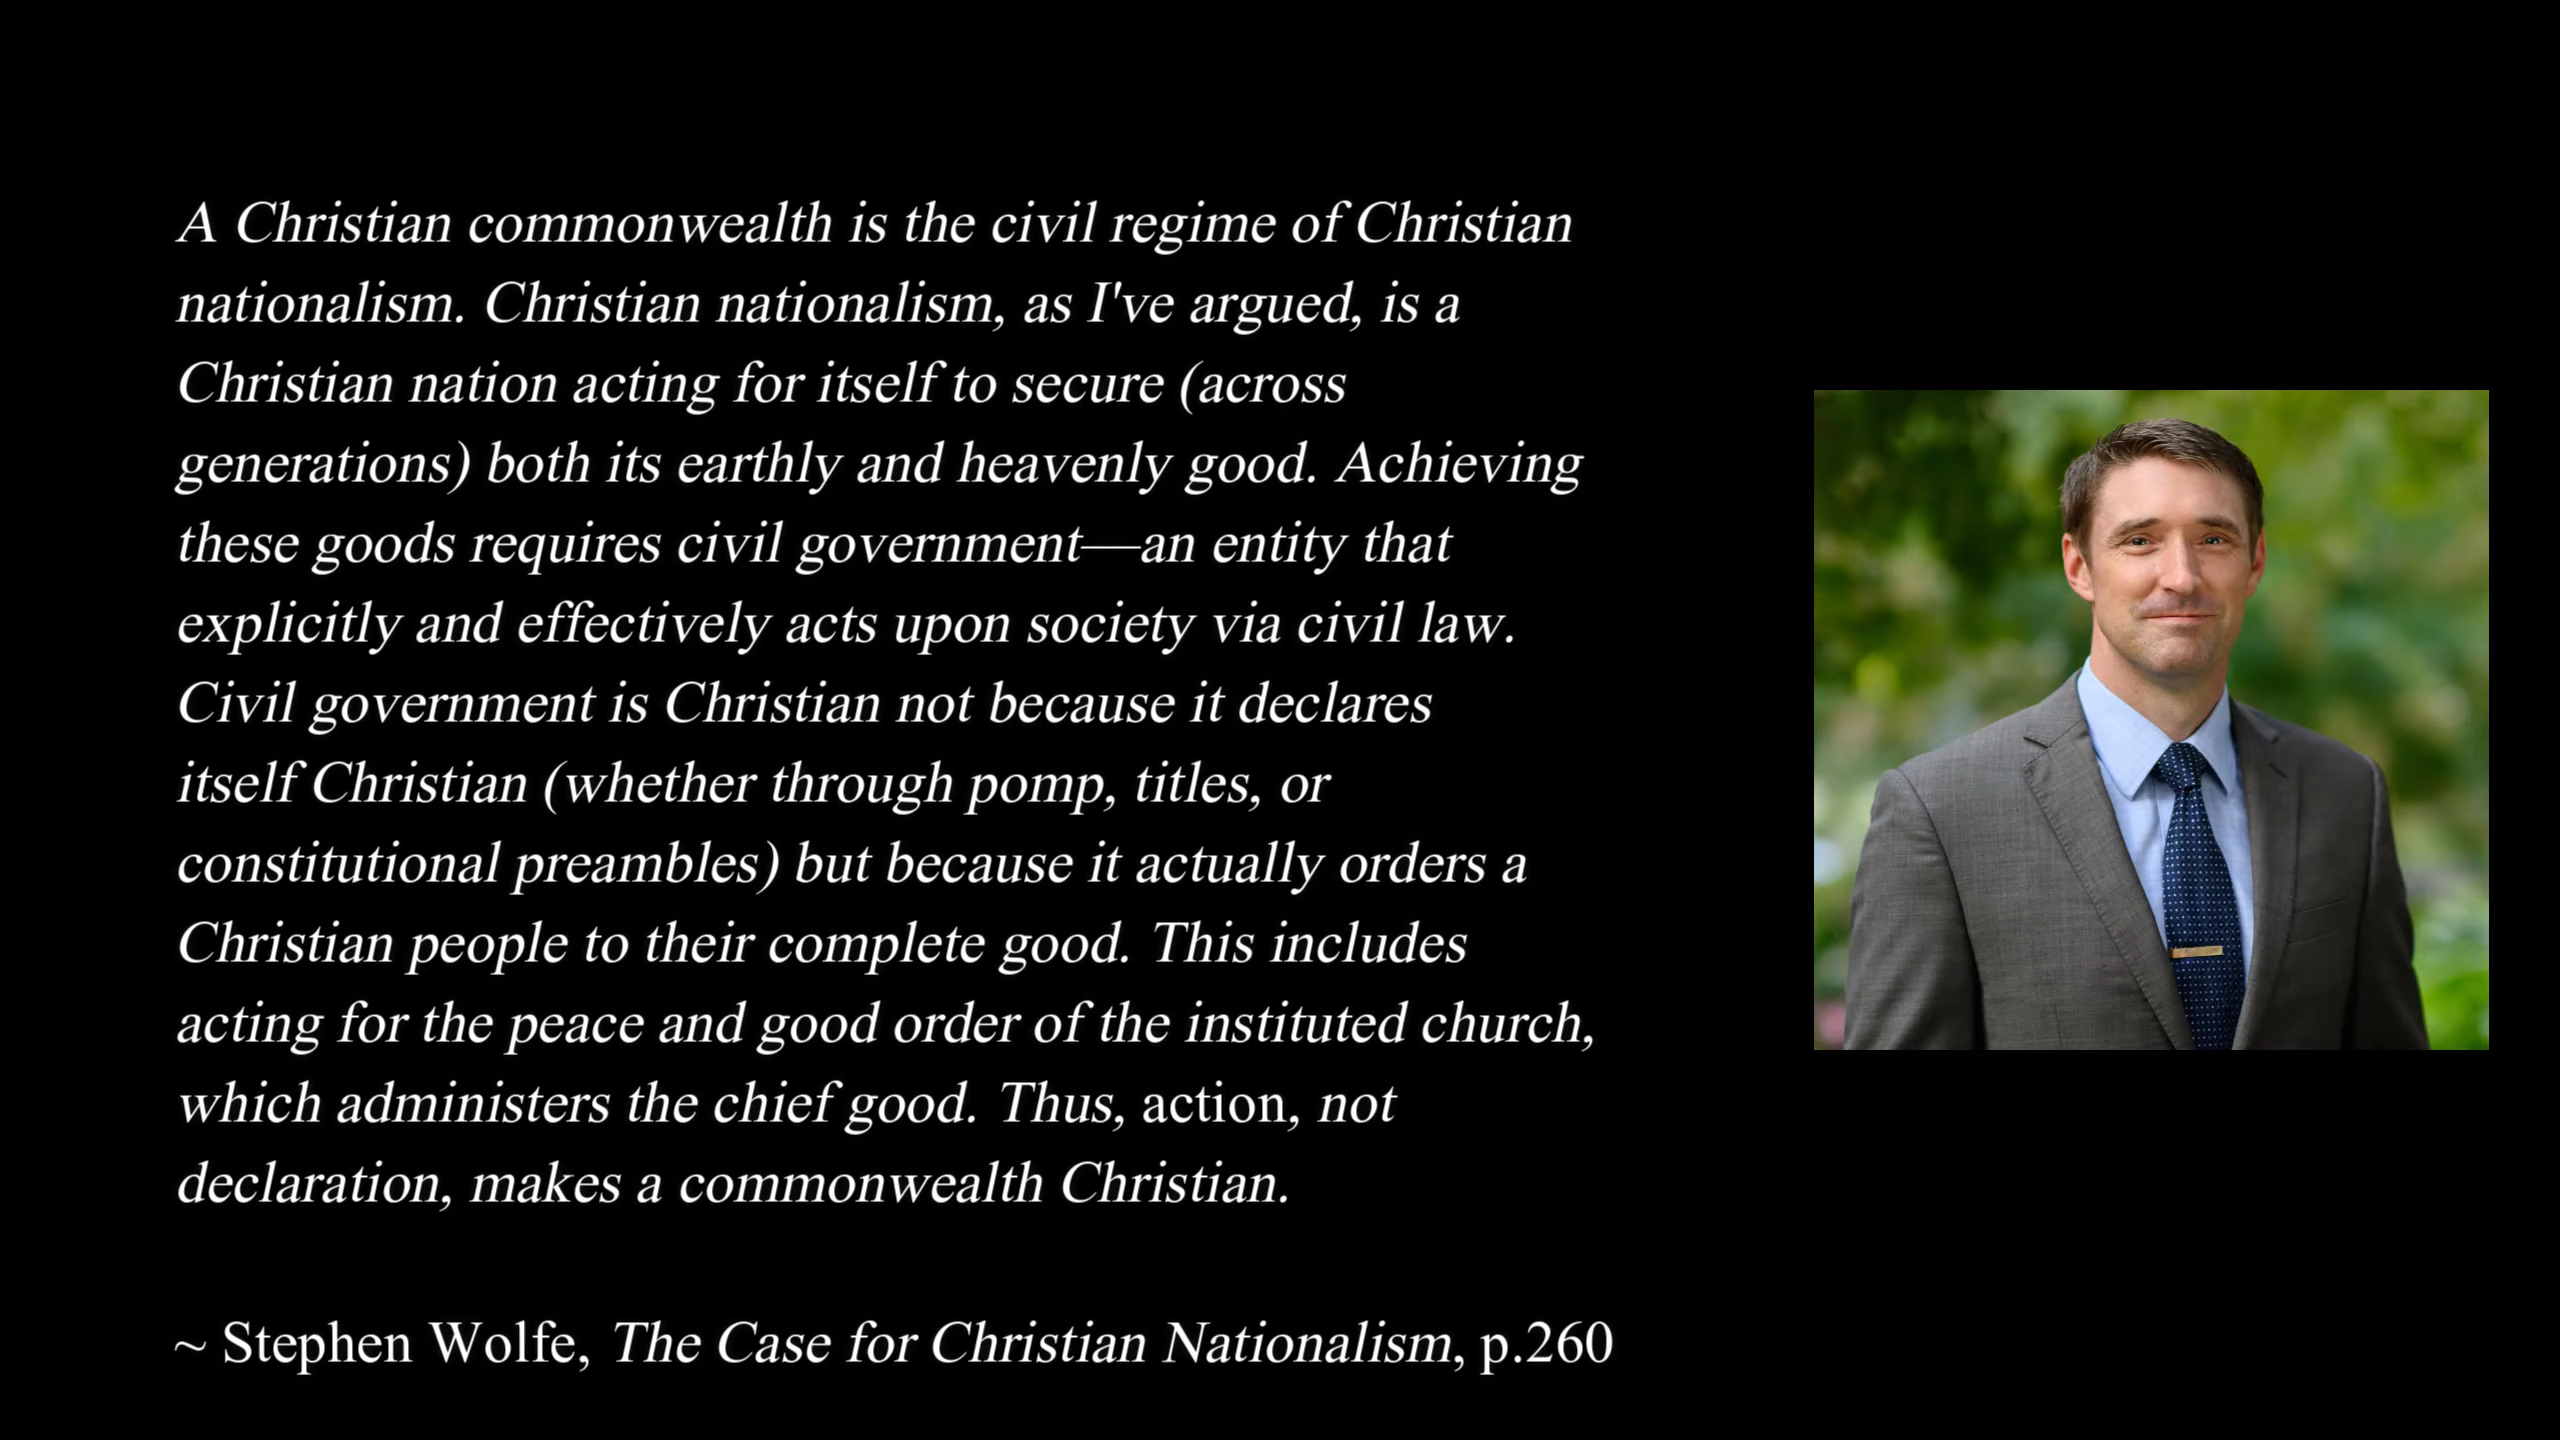 A Christian commonwealth is the civil regime of Christian
nationalism. Christian nationalism, as I've argued, is a
Christian nation acting for itself to secure (across
generations) both its earthly and heavenly good. Achieving
these goods requires civil government—an entity that
explicitly and effectively acts upon society via civil law.
Civil government is Christian not because it declares
itself Christian (whether through pomp, titles, or
constitutional preambles) but because it actually orders a
Christian people to their complete good. This includes
acting for the peace and good order of the instituted church,
which administers the chief good. Thus, action, not
declaration, makes a commonwealth Christian.
~ Stephen Wolfe, The Case for Christian Nationalism, p.260